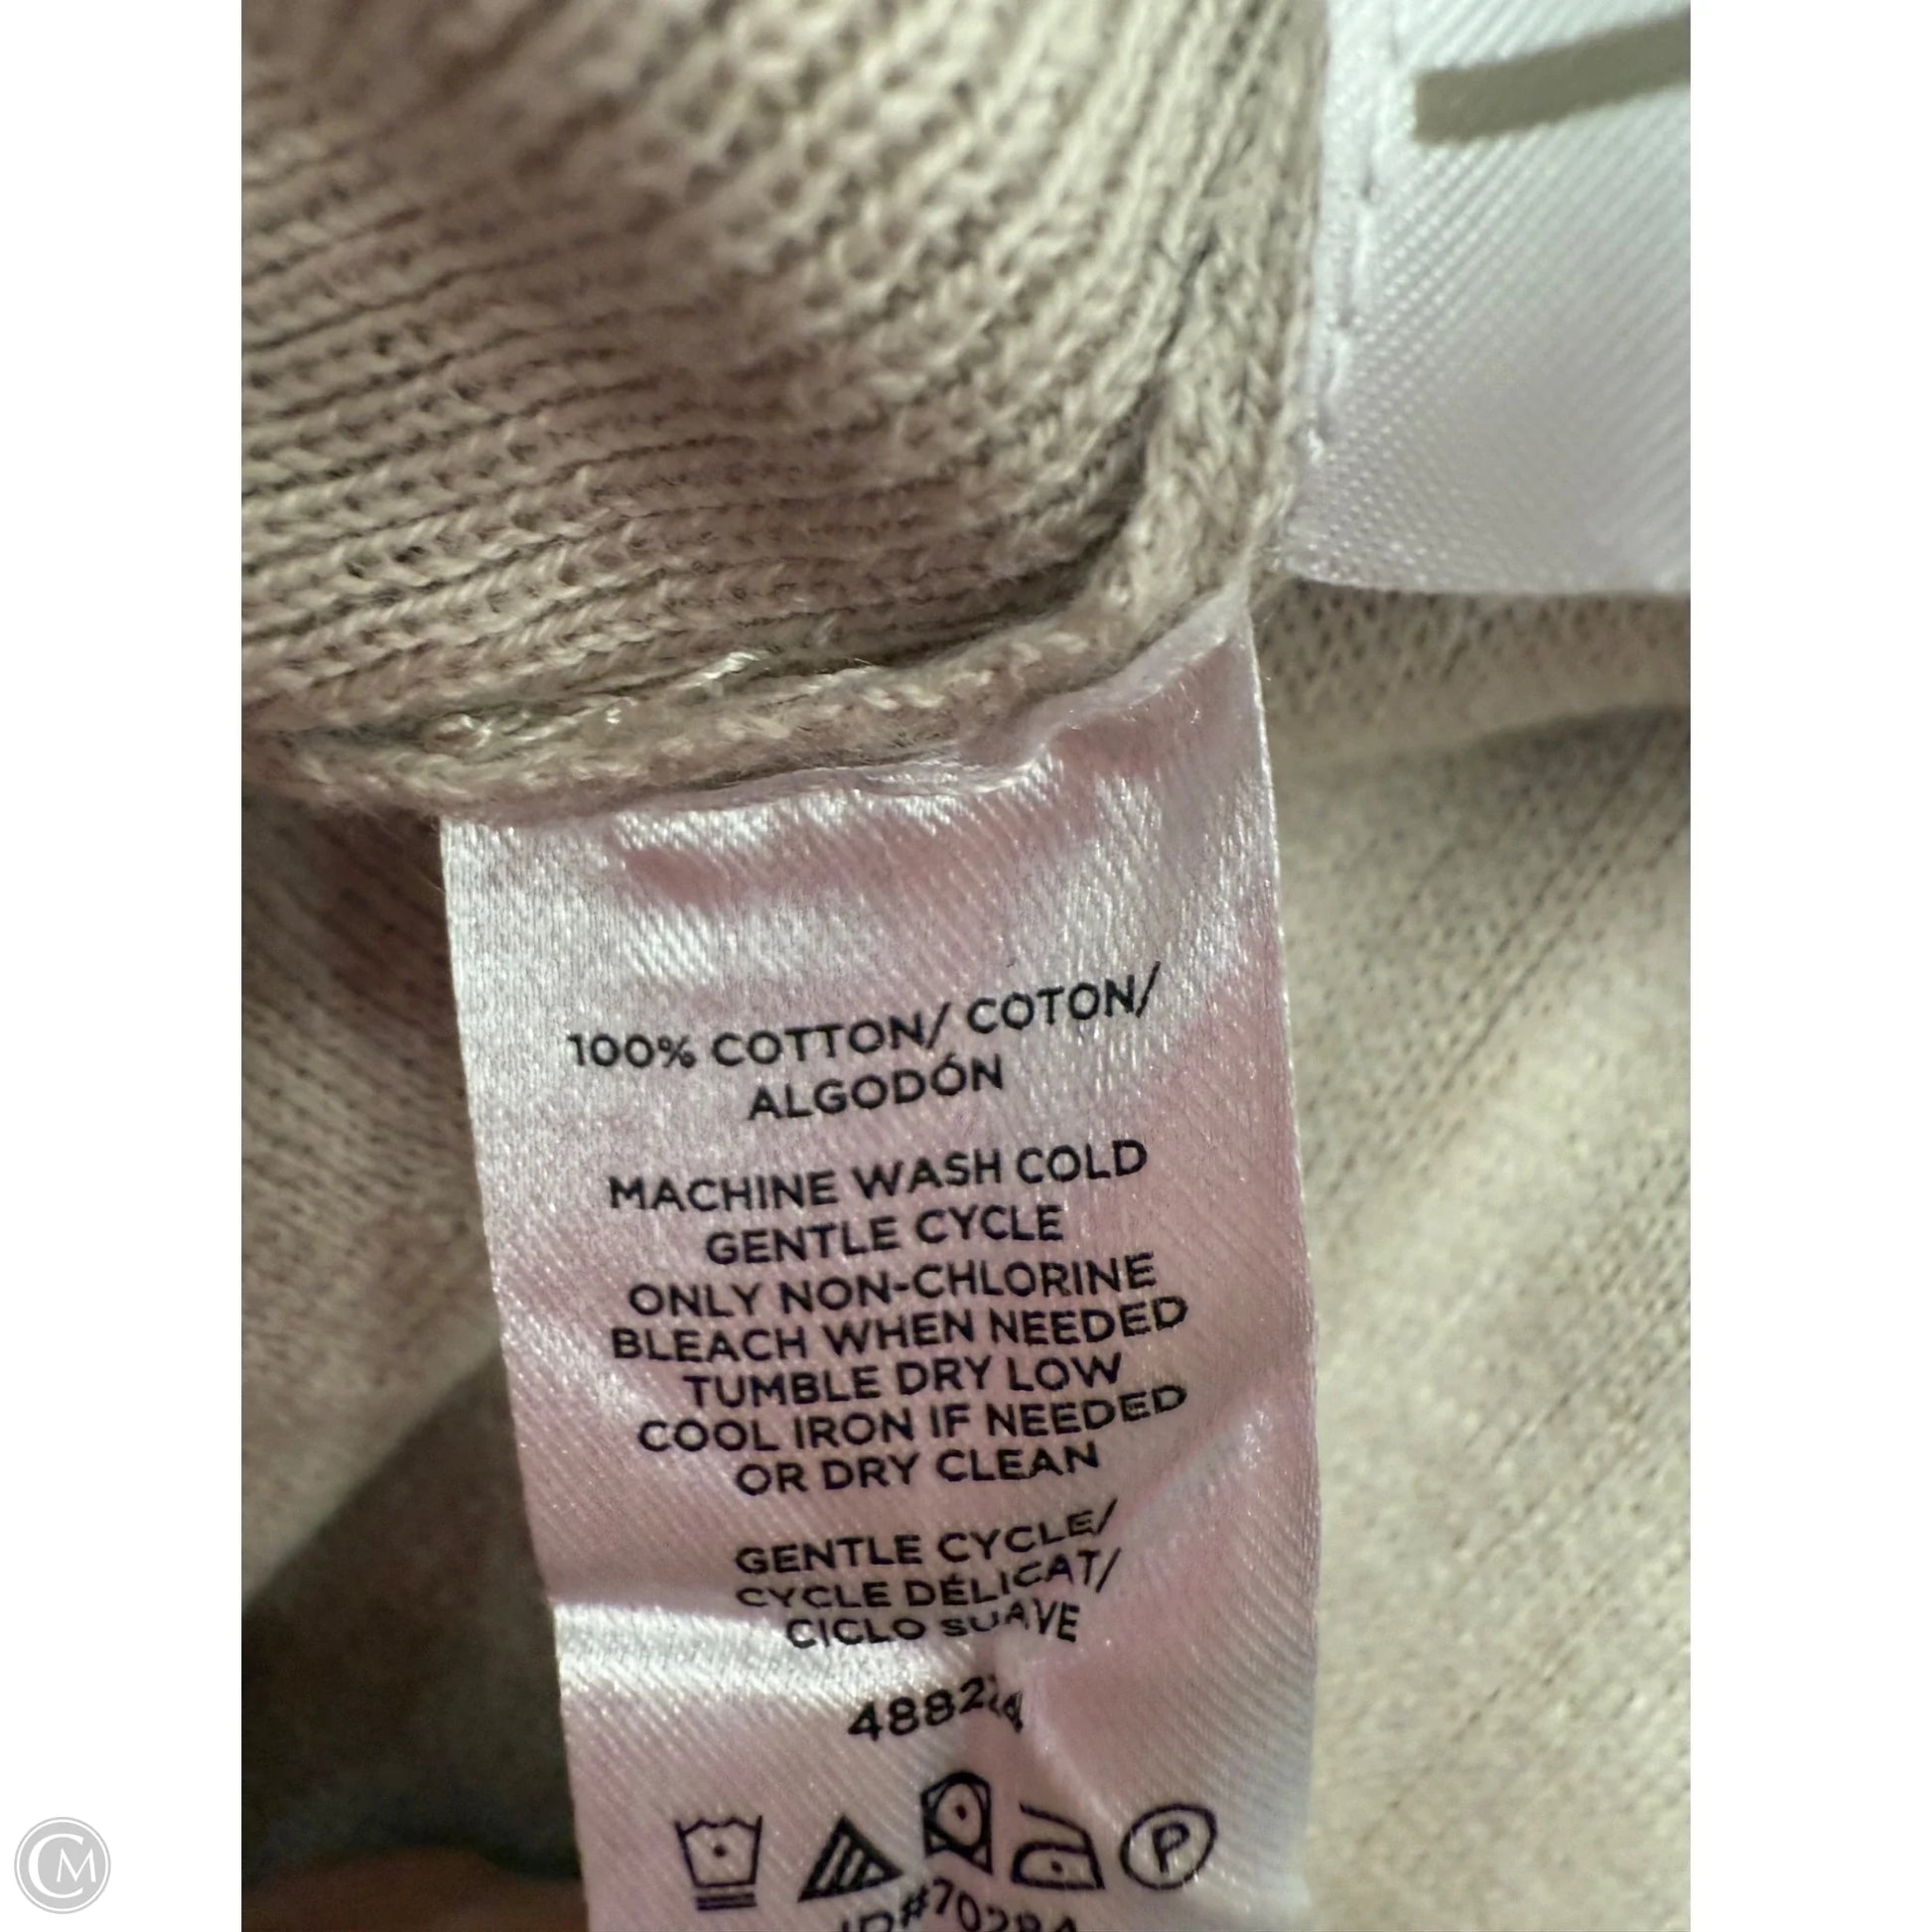 100% COTTON/ COTON/
ALGODÓN
MACHINE WASH COLD
GENTLE CYCLE
ONLY NON-CHLORINE
BLEACH WHEN NEEDED
TUMBLE DRY LOW
COOL IRON IF NEEDED
OR DRY CLEAN
GENTLE CYCLE/
CYCLE DÉLICAT/
CICLO SUAVE
P
CM